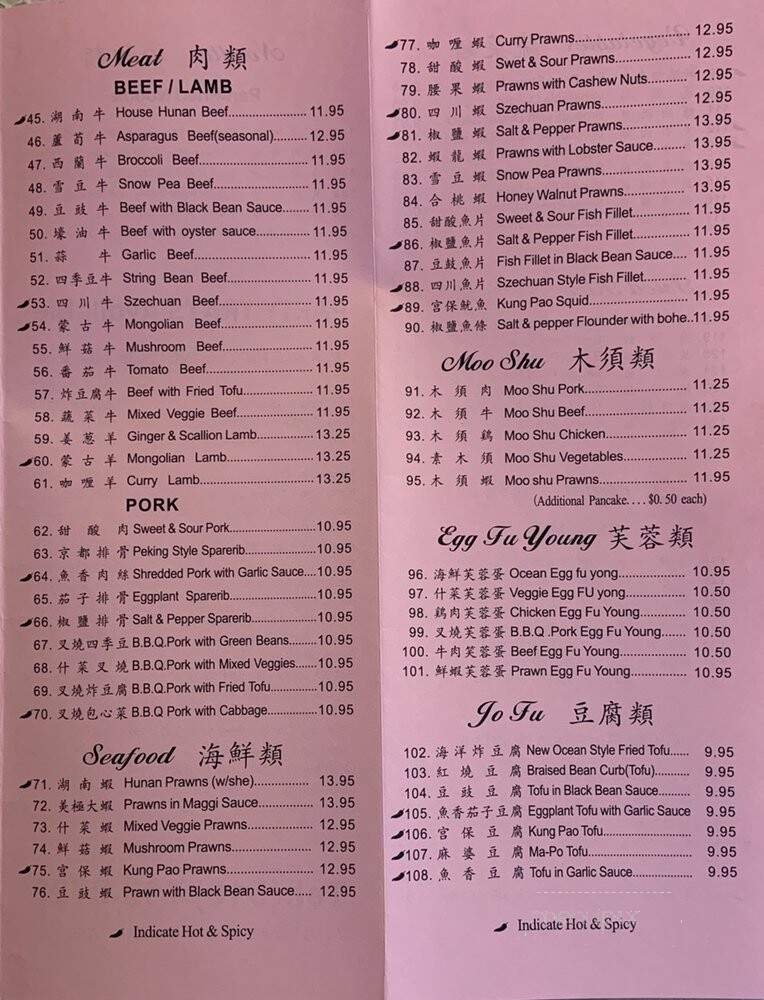 Meat 肉類
BEEF / LAMB
45. 湖南牛 House Hunan Beef........................11.95
46. 蘆荀牛 Asparagus Beef(seasonal)..........12.95
47. 西蘭牛 Broccoli Beef................................11.95
48. 雪豆牛 Snow Pea Beef............................11.95
49. 豆豉牛 Beef with Black Bean Sauce........11.95
50. 壕油牛 Beef with oyster sauce................11.95
51. 蒜牛 Garlic Beef....................................11.95
52. 四季豆牛 String Bean Beef.........................11.95
53. 四川牛 Szechuan Beef............................11.95
54. 蒙古牛 Mongolian Beef...........................11.95
55. 鮮菇牛 Mushroom Beef..........................11.95
56. 番茄牛 Tomato Beef................................11.95
57. 炸豆腐牛 Beef with Fried Tofu.....................11.95
58. 蔬菜牛 Mixed Veggie Beef......................11.95
59. 姜葱羊 Ginger & Scallion Lamb................13.25
60. 蒙古羊 Mongolian Lamb.........................13.25
61. 咖喱羊 Curry Lamb.................................13.25
PORK
62. 甜酸肉 Sweet & Sour Pork.........................10.95
63. 京都排骨 Peking Style Sparerib....................10.95
64. 魚香肉絲 Shredded Pork with Garlic Sauce....10.95
65. 茄子排骨 Eggplant Sparerib.........................10.95
66. 椒鹽排骨 Salt & Pepper Sparerib...................10.95
67. 叉燒四季豆 B.B.Q.Pork with Green Beans........10.95
68. 什菜叉燒 B.B.Q.Pork with Mixed Veggies......10.95
69. 叉燒炸豆腐 B.B.Q.Pork with Fried Tofu.............10.95
70. 叉燒包心菜 B.B.Q Pork with Cabbage..............10.95
Seafood 海鮮類
71. 湖南蝦 Hunan Prawns (w/she).................13.95
72. 美極大蝦 Prawns in Maggi Sauce................13.95
73. 什菜蝦 Mixed Veggie Prawns...................12.95
74. 鮮菇蝦 Mushroom Prawns.......................12.95
75. 宮保蝦 Kung Pao Prawns........................12.95
76. 豆豉蝦 Prawn with Black Bean Sauce.....12.95
Indicate Hot & Spicy
77. 咖喱蝦 Curry Prawns.............................12.95
78. 甜酸蝦 Swet & Sour Prawns...................12.95
79. 腰果蝦 Prawns with Cashew Nuts..........12.95
80. 四川蝦 Szechuan Prawns......................12.95
81. 椒鹽蝦 Salt & Pepper Prawns.................13.95
82. 蝦龍蝦 Prawns with Lobster Sauce........13.95
83. 雪豆蝦 Snow Pea Prawns.....................13.95
84. 合桃蝦 Honey Walnut Prawns...............13.95
85. 甜酸魚片 Sweet & Sour Fish Fillet..............11.95
86. 椒鹽魚片 Salt & Pepper Fish Fillet..............11.95
87. 豆鼓魚片 Fish Fillet in Black Bean Sauce....11.95
88. 四川魚片 Szechuan Style Fish Fillet...........11.95
89. 宮保魷魚 Kung Pao Squid.........................11.95
90. 椒鹽魚條 Salt & pepper Flounder with bohe..11.95
Moo Shu 木須類
91. 木須肉 Moo Shu Pork............................11.25
92. 木須牛 Moo Shu Beef............................11.25
93. 木須鷄 Moo Shu Chicken......................11.25
94. 素木須 Moo Shu Vegetables.................11.25
95. 木須蝦 Moo shu Prawns........................11.95
(Additional Pancake.... $0. 50 each)
Egg Fu Young 芙蓉類
96. 海鮮芙蓉蛋 Ocean Egg fu yong..................10.95
97. 什菜芙蓉蛋 Veggie Egg FU yong.................10.50
98. 鷄肉芙蓉蛋 Chicken Egg Fu Young.............10.50
99. 叉燒芙蓉蛋 B.B.Q .Pork Egg Fu Young.......10.50
100. 牛肉芙蓉蛋 Beef Egg Fu Young..................10.50
101. 鮮蝦芙蓉蛋 Prawn Egg Fu Young...............10.95
To Fu 豆腐類
102. 海洋炸豆腐 New Ocean Style Fried Tofu......9.95
103. 紅燒豆腐 Braised Bean Curb(Tofu)..........9.95
104. 豆豉豆腐 Tofu in Black Bean Sauce.........9.95
105. 魚香茄子豆腐 Eggplant Tofu with Garlic Sauce 9.95
106. 宮保豆腐 Kung Pao Tofu........................9.95
107. 麻婆豆腐 Ma-Po Tofu............................9.95
108. 魚香豆腐 Tofu in Garlic Sauce................9.95
Indicate Hot & Spicy